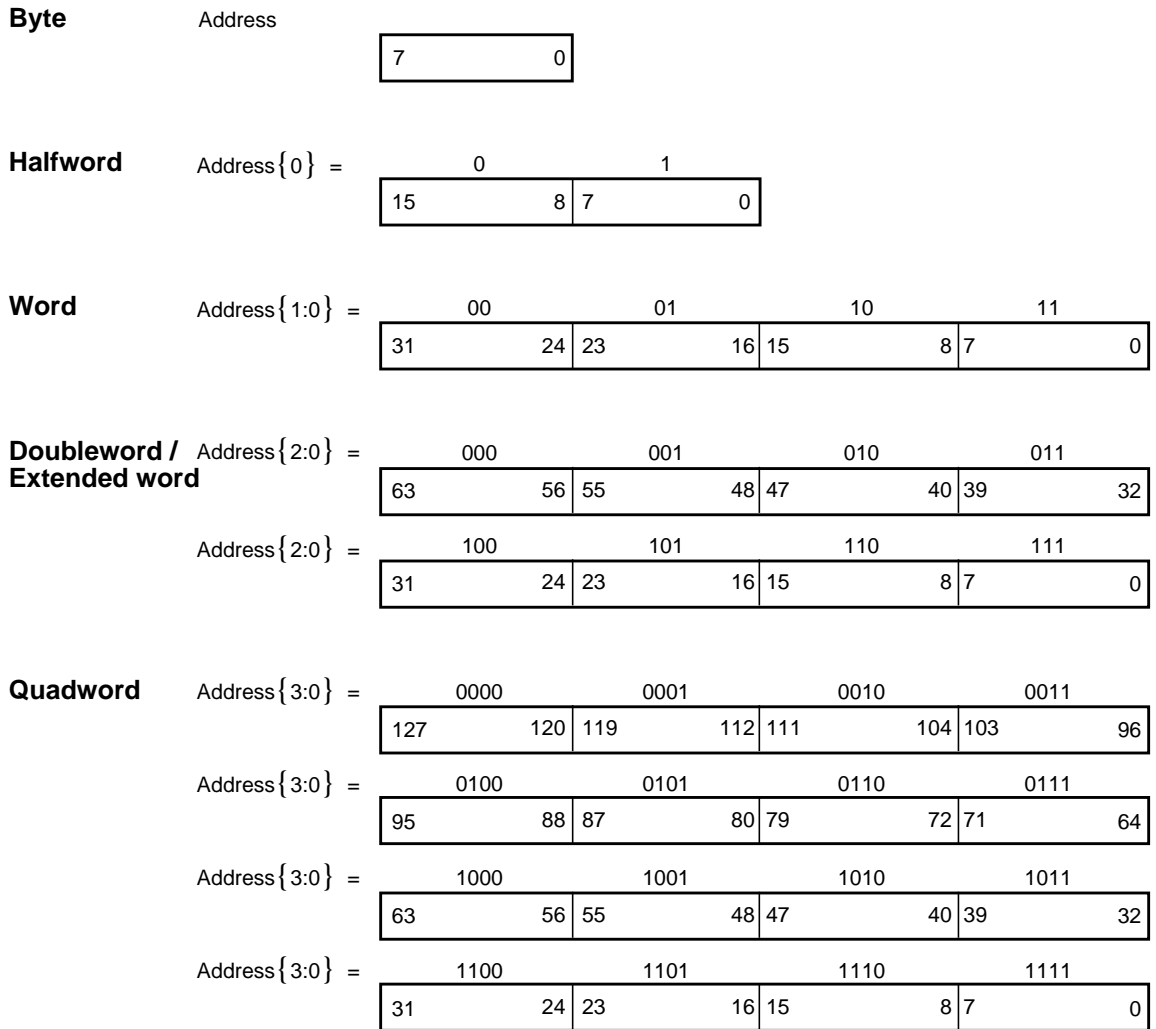 Byte Address
7 0
Halfword Address{0} = 0 1
15 8 7 0
Word Address{1:0} = 00 01 10 11
31 24 23 16 15 8 7 0
Doubleword / Address{2:0} = 000 001 010 011
Extended word
63 56 55 48 47 40 39 32
Address{2:0} = 100 101 110 111
31 24 23 16 15 8 7 0
Quadword Address{3:0} = 0000 0001 0010 0011
127 120 119 112 111 104 103 96
Address{3:0} = 0100 0101 0110 0111
95 88 87 80 79 72 71 64
Address{3:0} = 1000 1001 1010 1011
63 56 55 48 47 40 39 32
Address{3:0} = 1100 1101 1110 1111
31 24 23 16 15 8 7 0